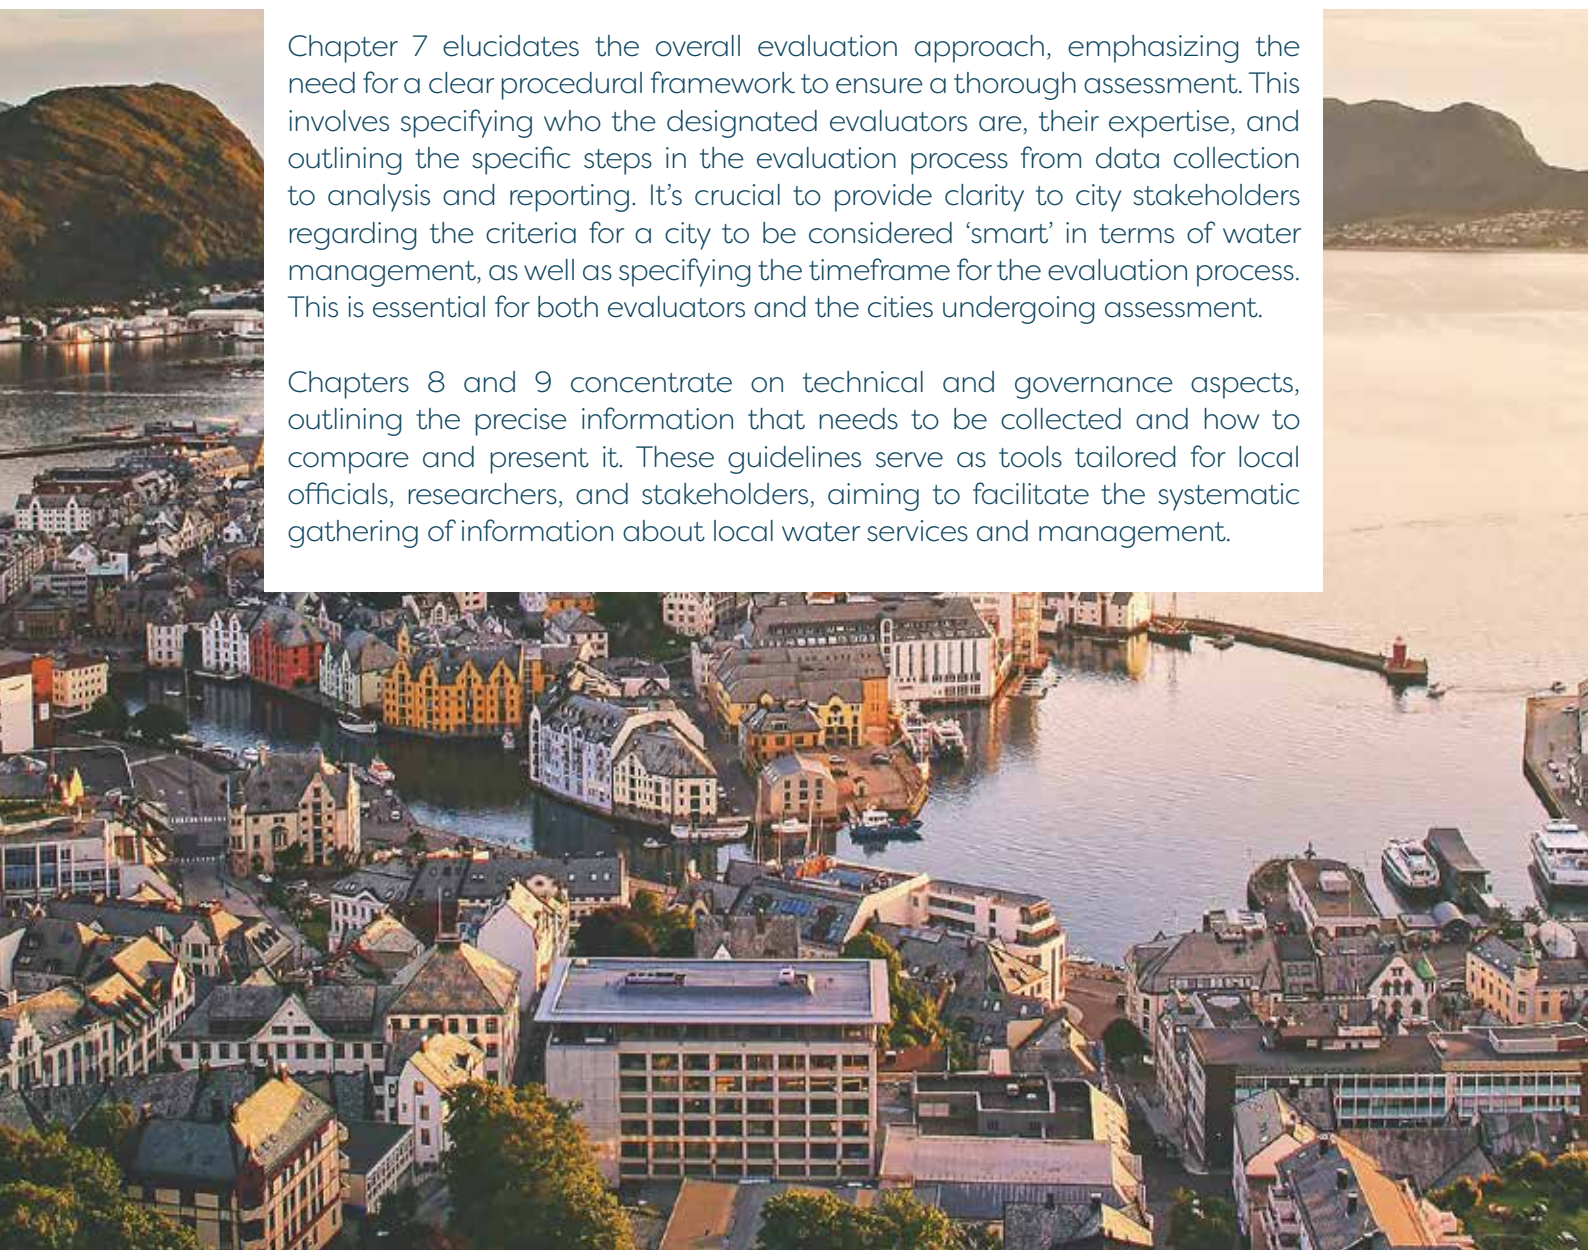 Chapter 7 elucidates the overall evaluation approach, emphasizing the
need for a clear procedural framework to ensure a thorough assessment. This
involves specifying who the designated evaluators are, their expertise, and
outlining the specific steps in the evaluation process from data collection
to analysis and reporting. It’s crucial to provide clarity to city stakeholders
regarding the criteria for a city to be considered ‘smart’ in terms of water
management, as well as specifying the timeframe for the evaluation process.
This is essential for both evaluators and the cities undergoing assessment.
Chapters 8 and 9 concentrate on technical and governance aspects,
outlining the precise information that needs to be collected and how to
compare and present it. These guidelines serve as tools tailored for local
officials, researchers, and stakeholders, aiming to facilitate the systematic
gathering of information about local water services and management.